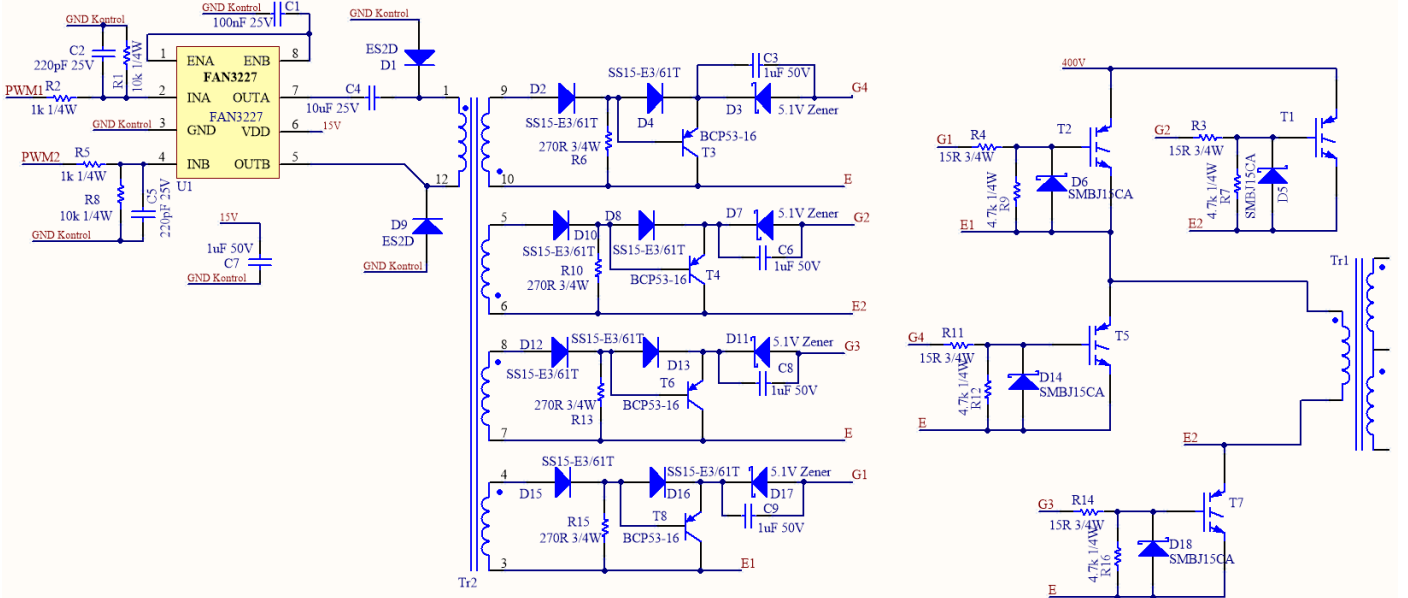 GND Kontrol
C1
100nF 25V
GND Kontrol
C2
220pF 25V
R1
10k 1/4W
R2
PWM1
1k 1/4W
GND Kontrol
PWM2
R5
1k 1/4W
R8
10k 1/4W
C5
220pF 25V
GND Kontrol
1
ENA
ENB
8
FAN3227
2
INA
OUTA
7
FAN3227
3
GND
VDD
6
15V
4
INB
OUTB
5
U1
15V
1uF 50V
C7
GND Kontrol
GND Kontrol
ES2D
D1
C4
10uF 25V
1
12
D9
ES2D
GND Kontrol
Tr2
9
D2
SS15-E3/61T
SS15-E3/61T
D4
270R 3/4W
R6
BCP53-16
T3
C3
1uF 50V
D3
5.1V Zener
G4
10
E
5
D10
SS15-E3/61T
D8
SS15-E3/61T
R10
270R 3/4W
BCP53-16
T4
D7
5.1V Zener
C6
1uF 50V
G2
6
E2
8
D12
SS15-E3/61T
SS15-E3/61T
D13
270R 3/4W
R13
T6
BCP53-16
D11
5.1V Zener
C8
1uF 50V
G3
7
E
4
SS15-E3/61T
D15
SS15-E3/61T
D16
R15
270R 3/4W
T8
BCP53-16
5.1V Zener
D17
C9
1uF 50V
G1
3
E1
400V
T2
G1
R4
15R 3/4W
4.7k 1/4W
R9
D6
SMBJ15CA
E1
T1
G2
R3
15R 3/4W
4.7k 1/4W
R7
SMBJ15CA
D5
E2
Tr1
G4
R11
15R 3/4W
4.7k 1/4W
R12
D14
SMBJ15CA
T5
E
E2
G3
R14
15R 3/4W
4.7k 1/4W
R16
D18
SMBJ15CA
T7
E